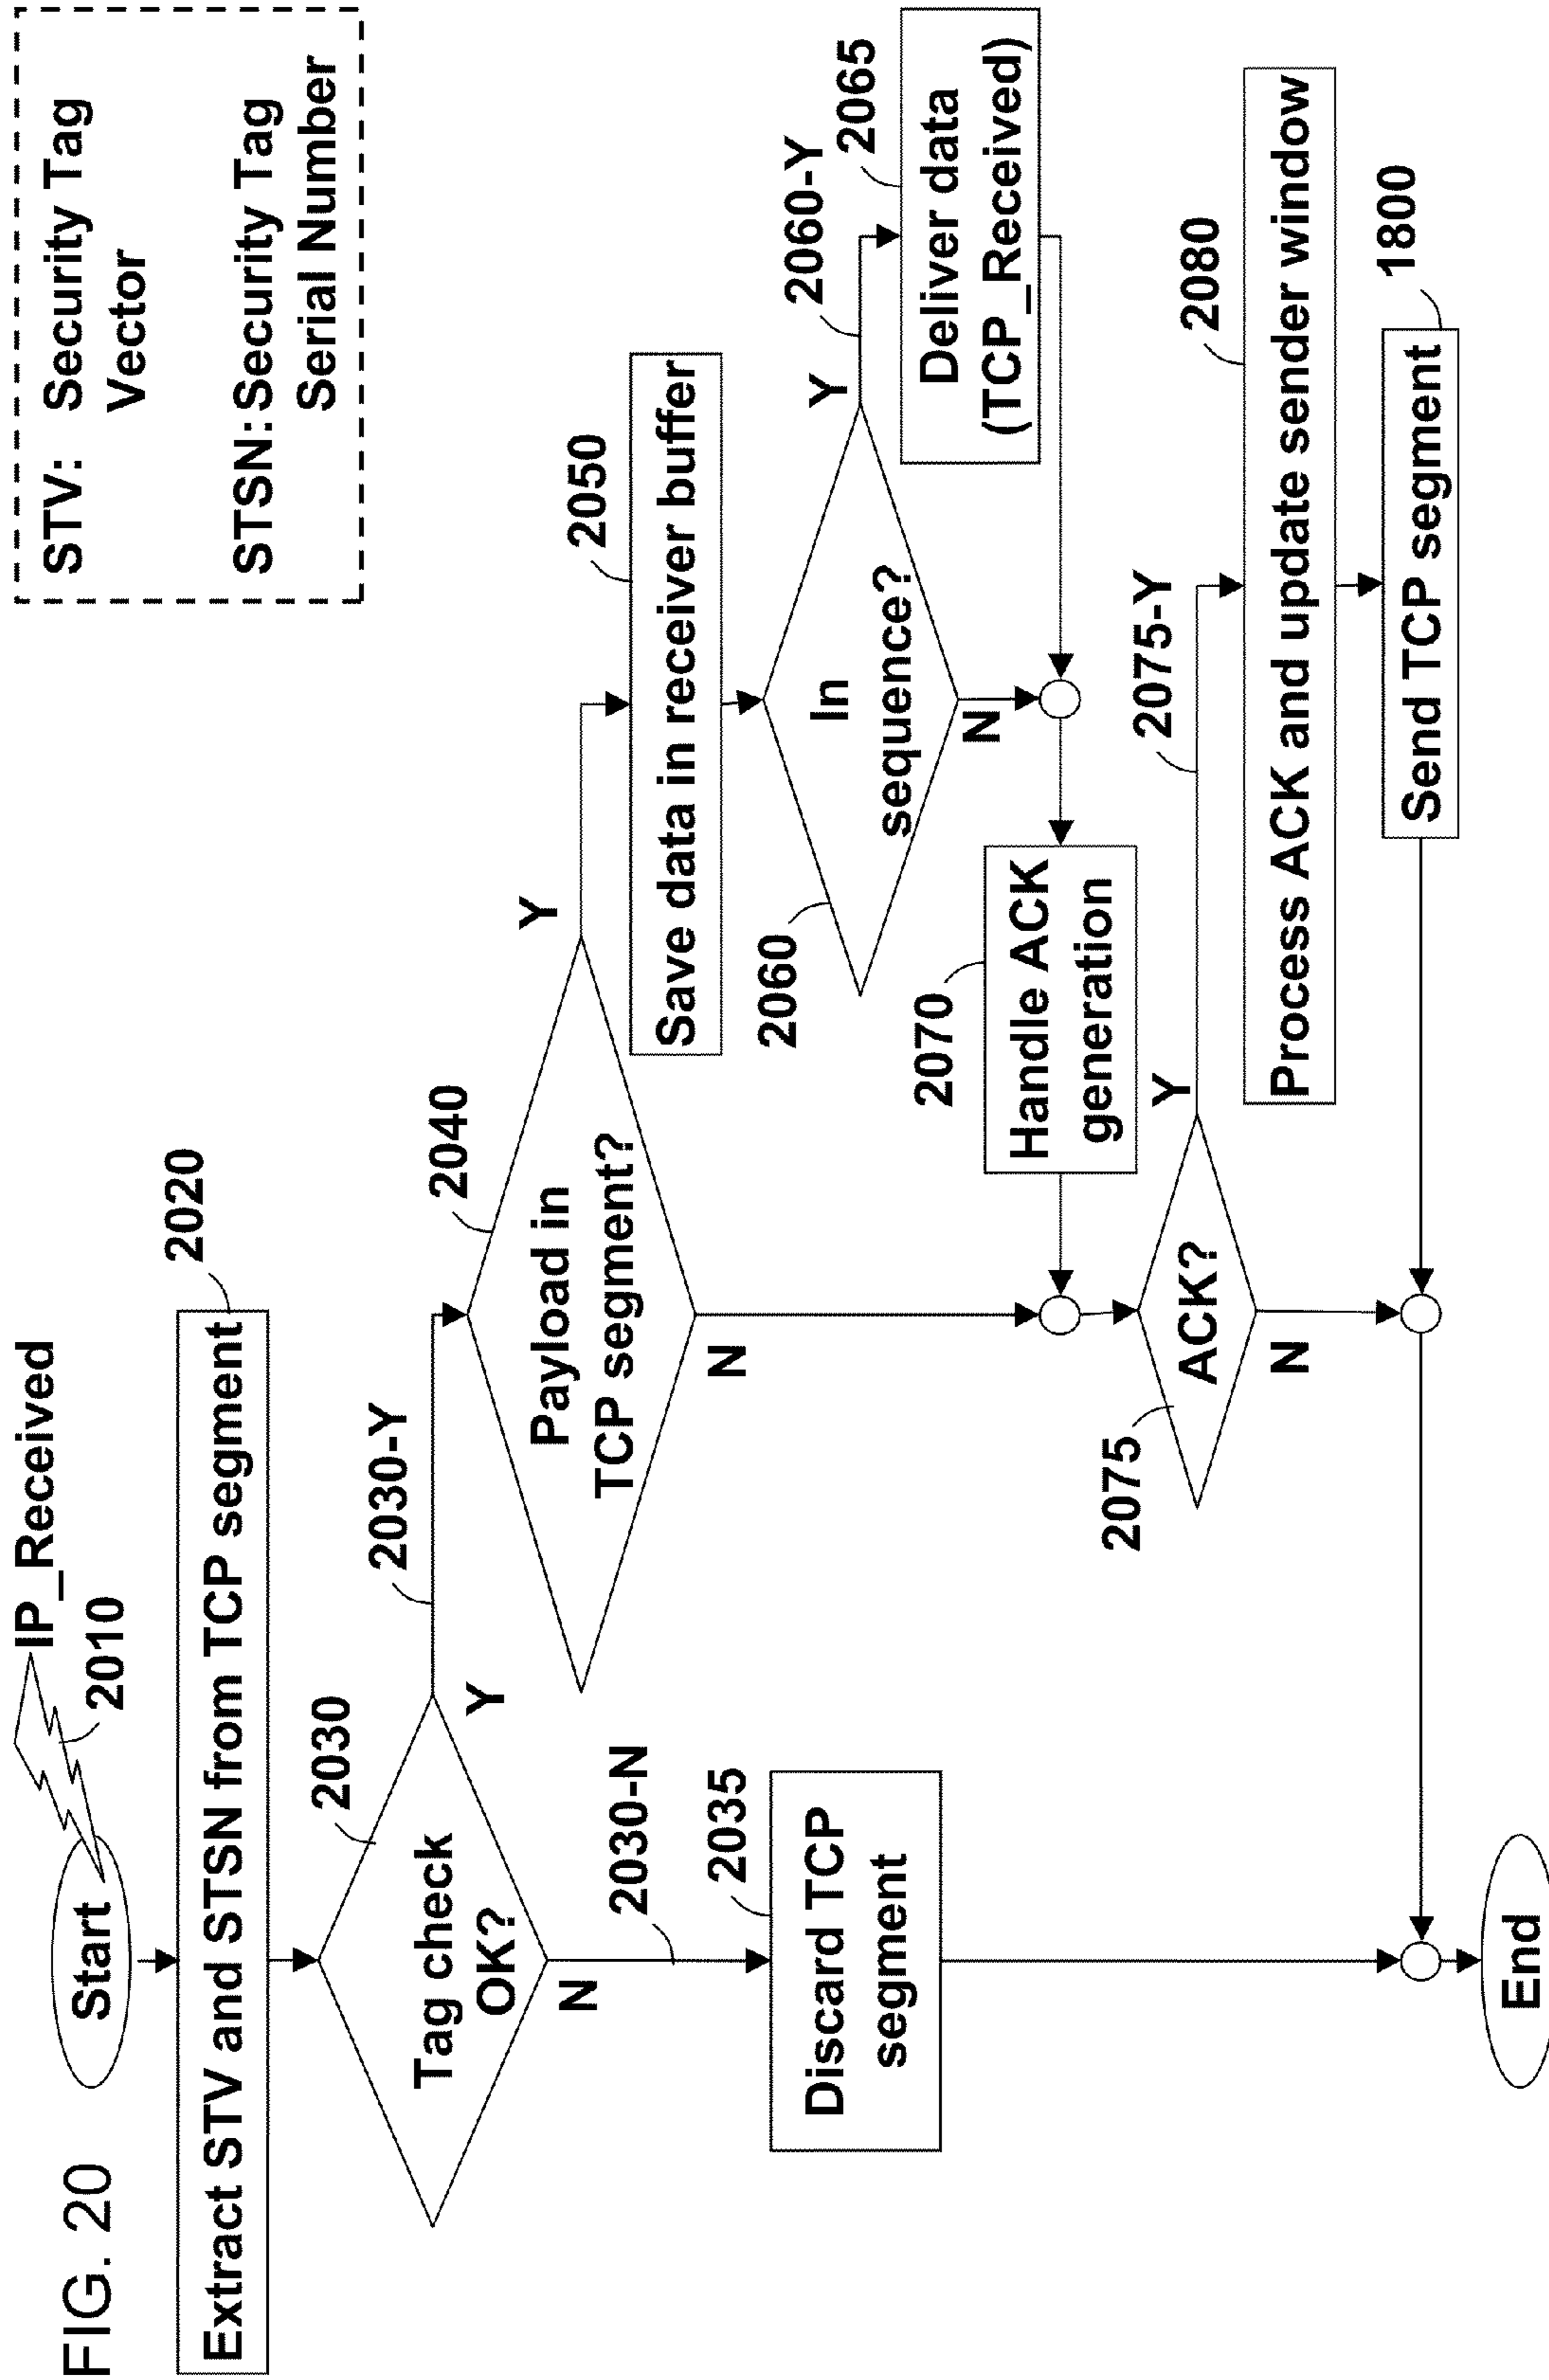 FIG. 20
IP_Received
2010
Start
STV: Security Tag
Vector
STSN:Security Tag
Serial Number
2020
Extract STV and STSN from TCP segment
2030
Tag check
OK?
Y
2030-Y
N
2030-N
2035
Discard TCP
segment
2040
Payload in
TCP segment?
Y
N
2050
Save data in receiver buffer
2060
In
sequence?
Y
2060-Y
N
2065
Deliver data
(TCP_Received)
2070
Handle ACK
generation
2075
ACK?
Y
2075-Y
N
2080
Process ACK and update sender window
1800
Send TCP segment
End